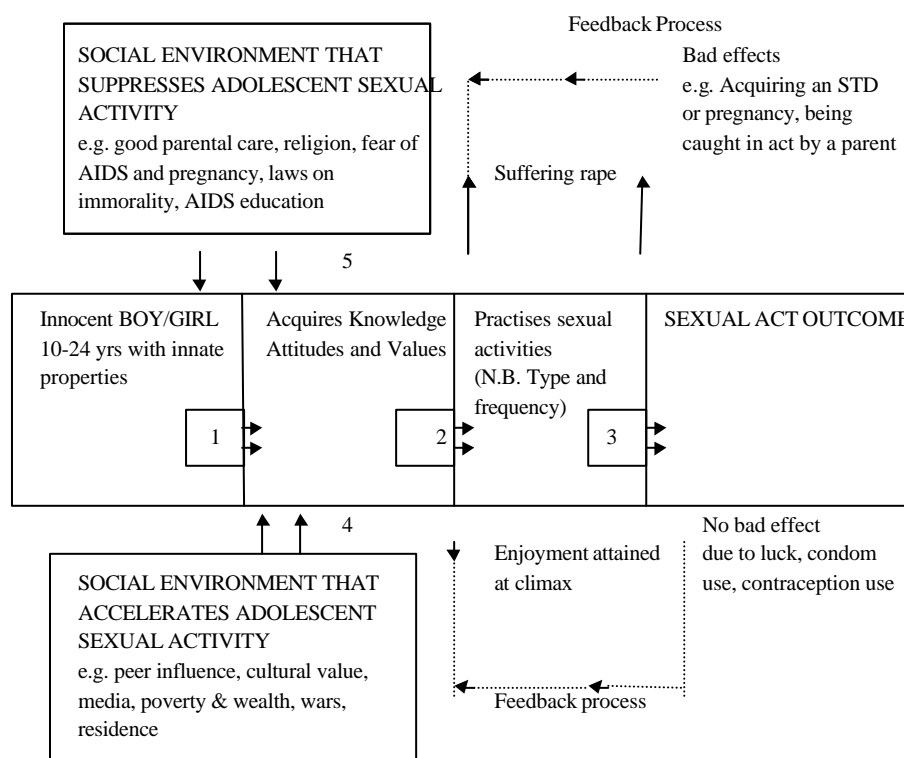 Feedback Process
SOCIAL ENVIRONMENT THAT
SUPPRESSES ADOLESCENT SEXUAL
ACTIVITY
e.g. good parental care, religion, fear of
AIDS and pregnancy, laws on
immorality, AIDS education
Bad effects
e.g. Acquiring an STD
or pregnancy, being
caught in act by a parent
Suffering rape
5
Innocent BOY/GIRL
10-24 yrs with innate
properties
1
Acquires Knowledge
Attitudes and Values
2
Practises sexual
activities
(N.B. Type and
frequency)
3
SEXUAL ACT OUTCOME
4
SOCIAL ENVIRONMENT THAT
ACCELERATES ADOLESCENT
SEXUAL ACTIVITY
e.g. peer influence, cultural value,
media, poverty & wealth, wars,
residence
Enjoyment attained
at climax
No bad effect
due to luck, condom
use, contraception use
Feedback process